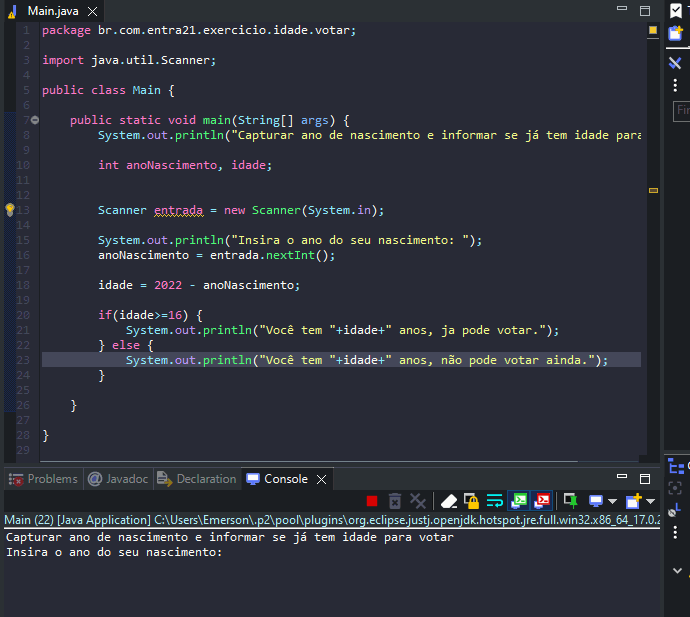 Main.java
1 package br.com.entra21.exercicio.idade.votar;
2
3 import java.util.Scanner;
4
5 public class Main {
6
7 public static void main(String[] args) {
8 System.out.println("Capturar ano de nascimento e informar se já tem idade para
9
10 int anoNascimento, idade;
11
12
13 Scanner entrada = new Scanner(System.in);
14
15 System.out.println("Insira o ano do seu nascimento: ");
16 anoNascimento = entrada.nextInt();
17
18 idade = 2022 - anoNascimento;
19
20 if(idade>=16) {
21 System.out.println("Você tem "+idade+" anos, ja pode votar.");
22 } else {
23 System.out.println("Você tem "+idade+" anos, não pode votar ainda.");
24 }
25
26 }
27
28 }
29
Problems @ Javadoc Declaration Console
Main (22) [Java Application] C:\Users\Emerson\.p2\pool\plugins\org.eclipse.justj.openjdk.hotspot.jre.full.win32.x86_64_17.0.2
Capturar ano de nascimento e informar se já tem idade para votar
Insira o ano do seu nascimento: